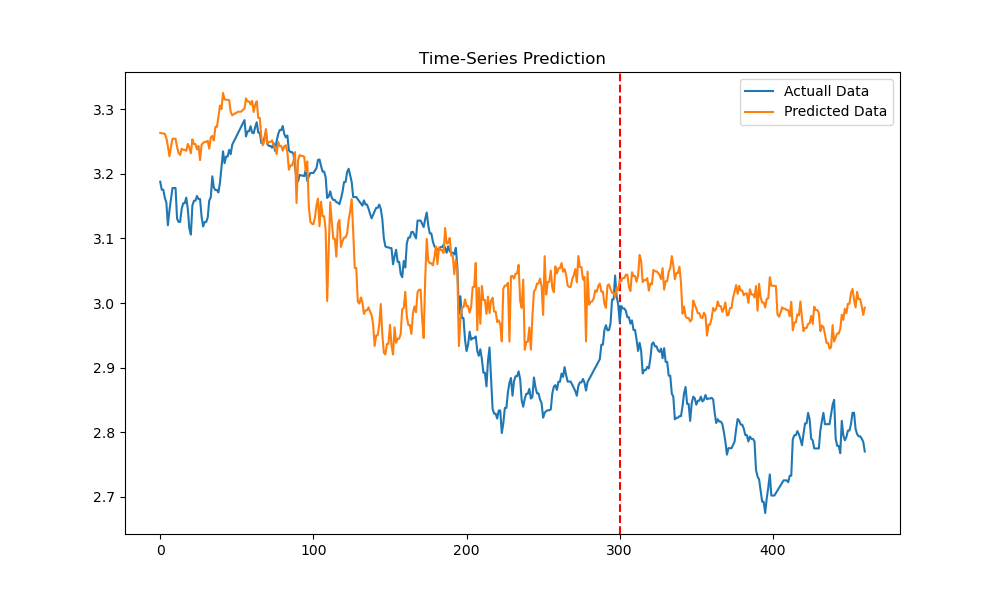 Time-Series Prediction
Actuall Data
Predicted Data
3.3
3.2
3.1
3.0
2.9
2.8
2.7
0 100 200 300 400